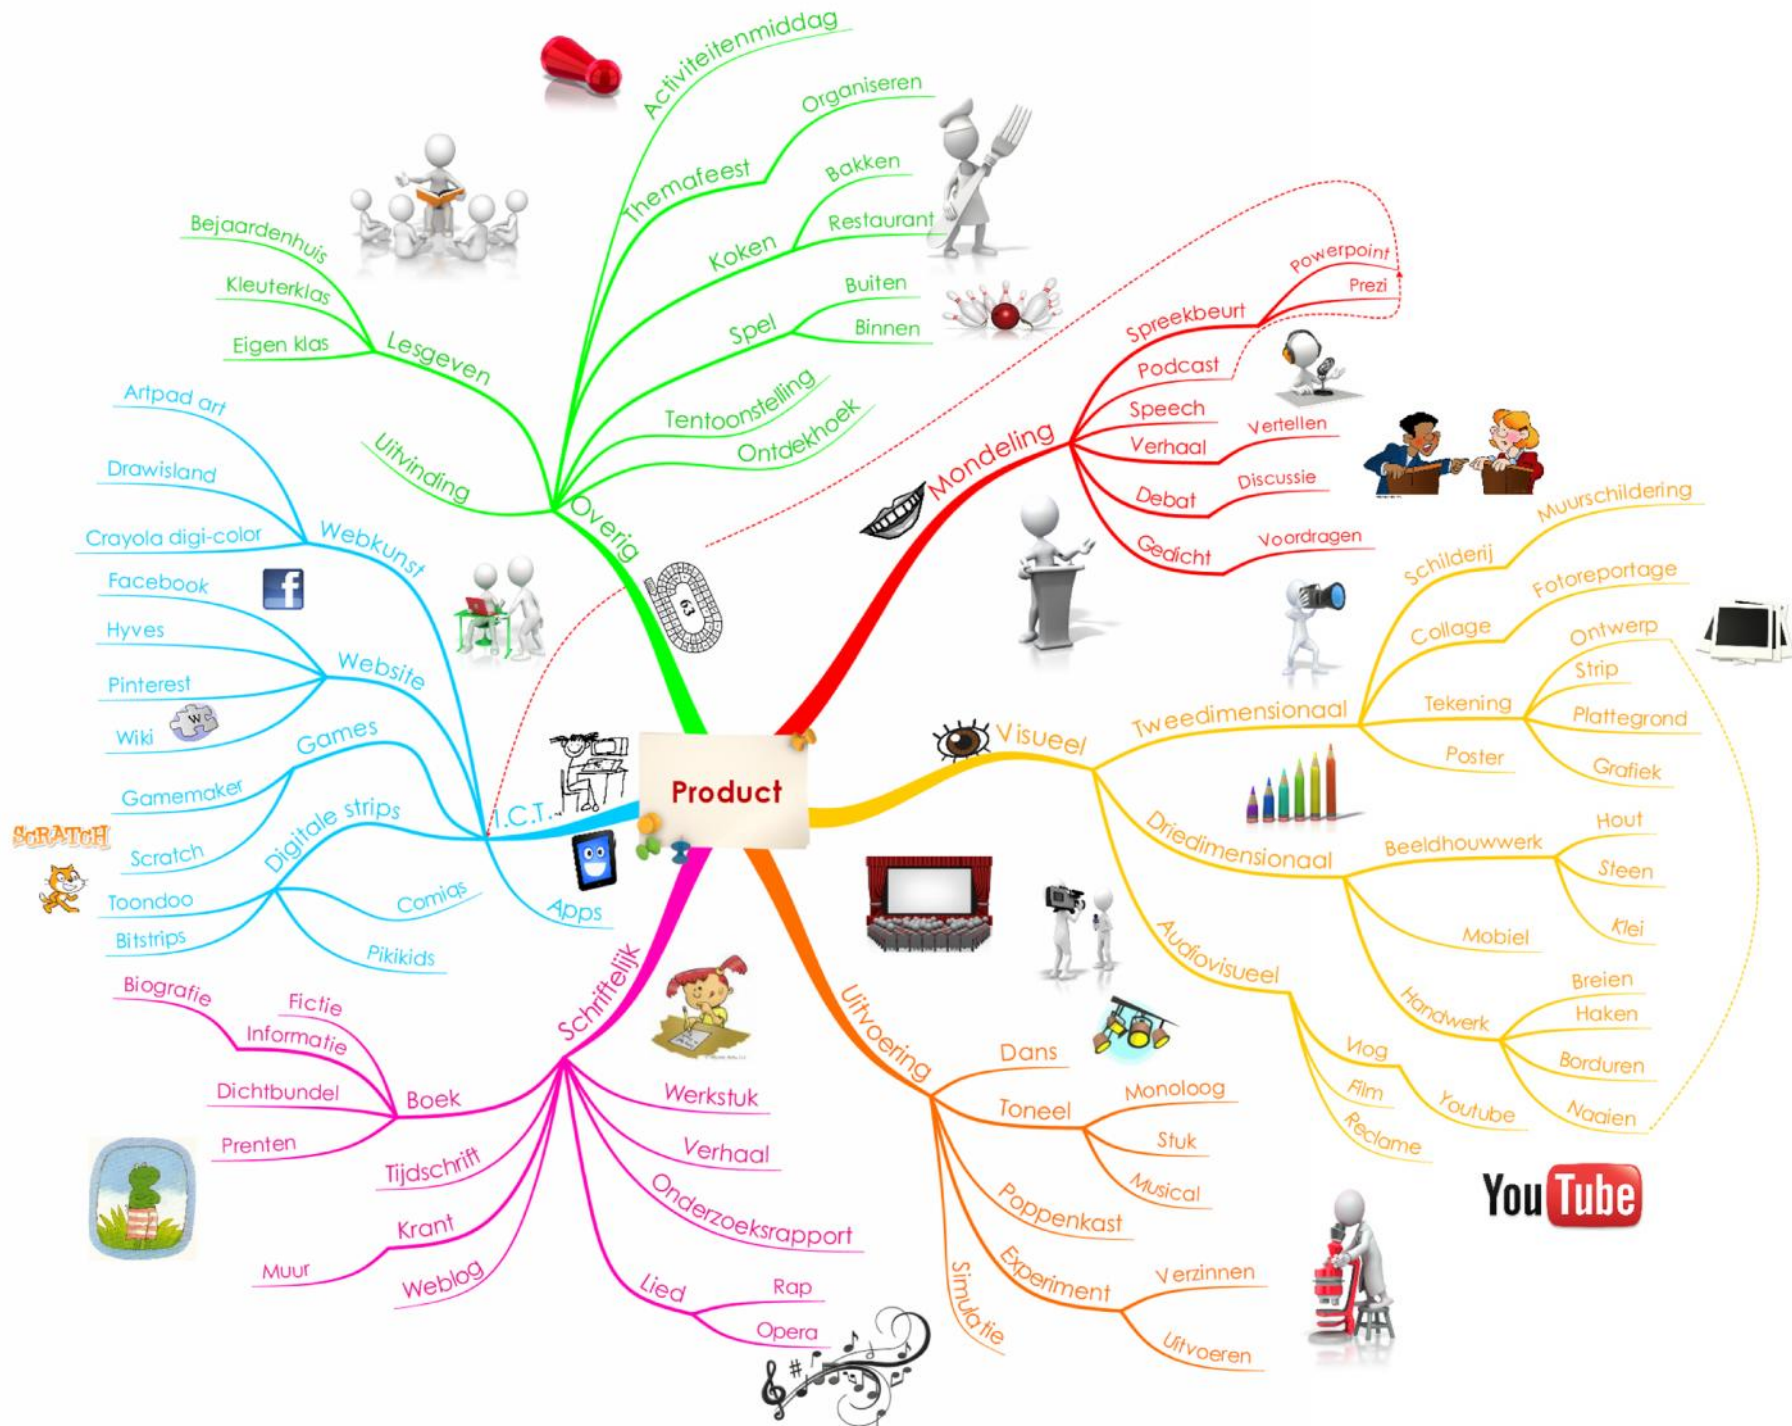 Product
Mondeling
Spreekbeurt
Powerpoint
Prezi
Podcast
Speech
Verhaal
Vertellen
Debat
Discussie
Gedicht
Voordragen
Visueel
Tweedimensionaal
Schilderij
Muurschildering
Collage
Fotoreportage
Tekening
Ontwerp
Strip
Plattegrond
Grafiek
Poster
Driedimensionaal
Beeldhouwwerk
Hout
Steen
Klei
Mobiel
Handwerk
Breien
Haken
Borduren
Naaien
Audiovisueel
Vlog
Youtube
Film
Reclame
You Tube
Uitvoering
Dans
Toneel
Monoloog
Stuk
Musical
Poppenkast
Experiment
Verzinnen
Uitvoeren
Simulatie
Schriftelijk
Werkstuk
Verhaal
Onderzoeksrapport
Lied
Rap
Opera
Weblog
Krant
Muur
Tijdschrift
Boek
Fictie
Informatie
Biografie
Dichtbundel
Prenten
I.C.T.
Webkunst
Artpad art
Drawisland
Crayola digi-color
Website
Facebook
Hyves
Pinterest
Wiki
W
f
Games
Gamemaker
Scratch
SCRATCH
Digitale strips
Toondoo
Bitstrips
Comiqs
Pikikids
Apps
Overig
63
Uitvinding
Lesgeven
Bejaardenhuis
Kleuterklas
Eigen klas
Activiteitenmiddag
Themafeest
Organiseren
Koken
Bakken
Restaurant
Spel
Buiten
Binnen
Tentoonstelling
Ontdekhoek